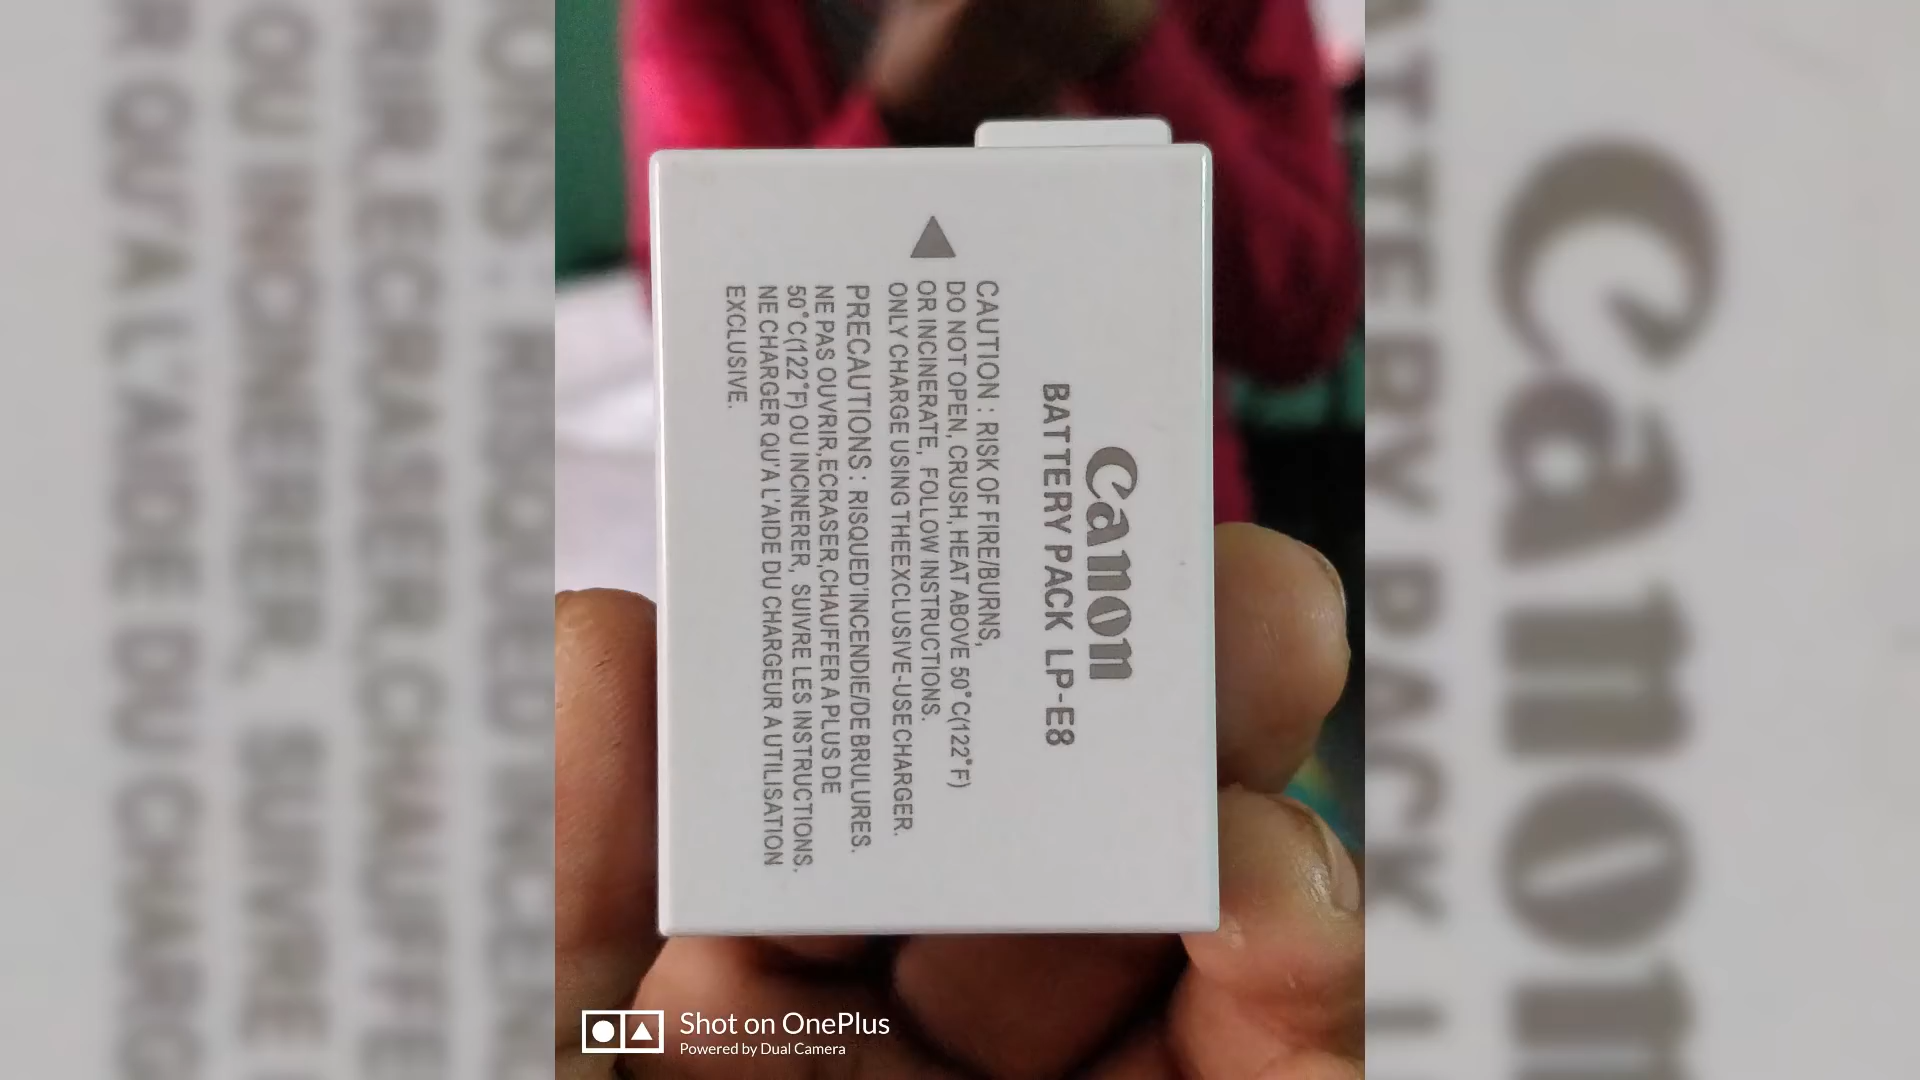 Canon
BATTERY PACK LP-E8
CAUTION : RISK OF FIRE/BURNS,
DO NOT OPEN, CRUSH, HEAT ABOVE 50°C(122°F)
OR INCINERATE, FOLLOW INSTRUCTIONS.
ONLY CHARGE USING THEEXCLUSIVE-USECHARGER.
PRECAUTIONS : RISQUED'INCENDIE/DE BRULURES.
NE PAS OUVRIR,ECRASER,CHAUFFER A PLUS DE
50°C(122°F) OU INCINERER, SUIVRE LES INSTRUCTIONS.
NE CHARGER QU'A L'AIDE DU CHARGEUR A UTILISATION
EXCLUSIVE.
Shot on OnePlus
Powered by Dual Camera